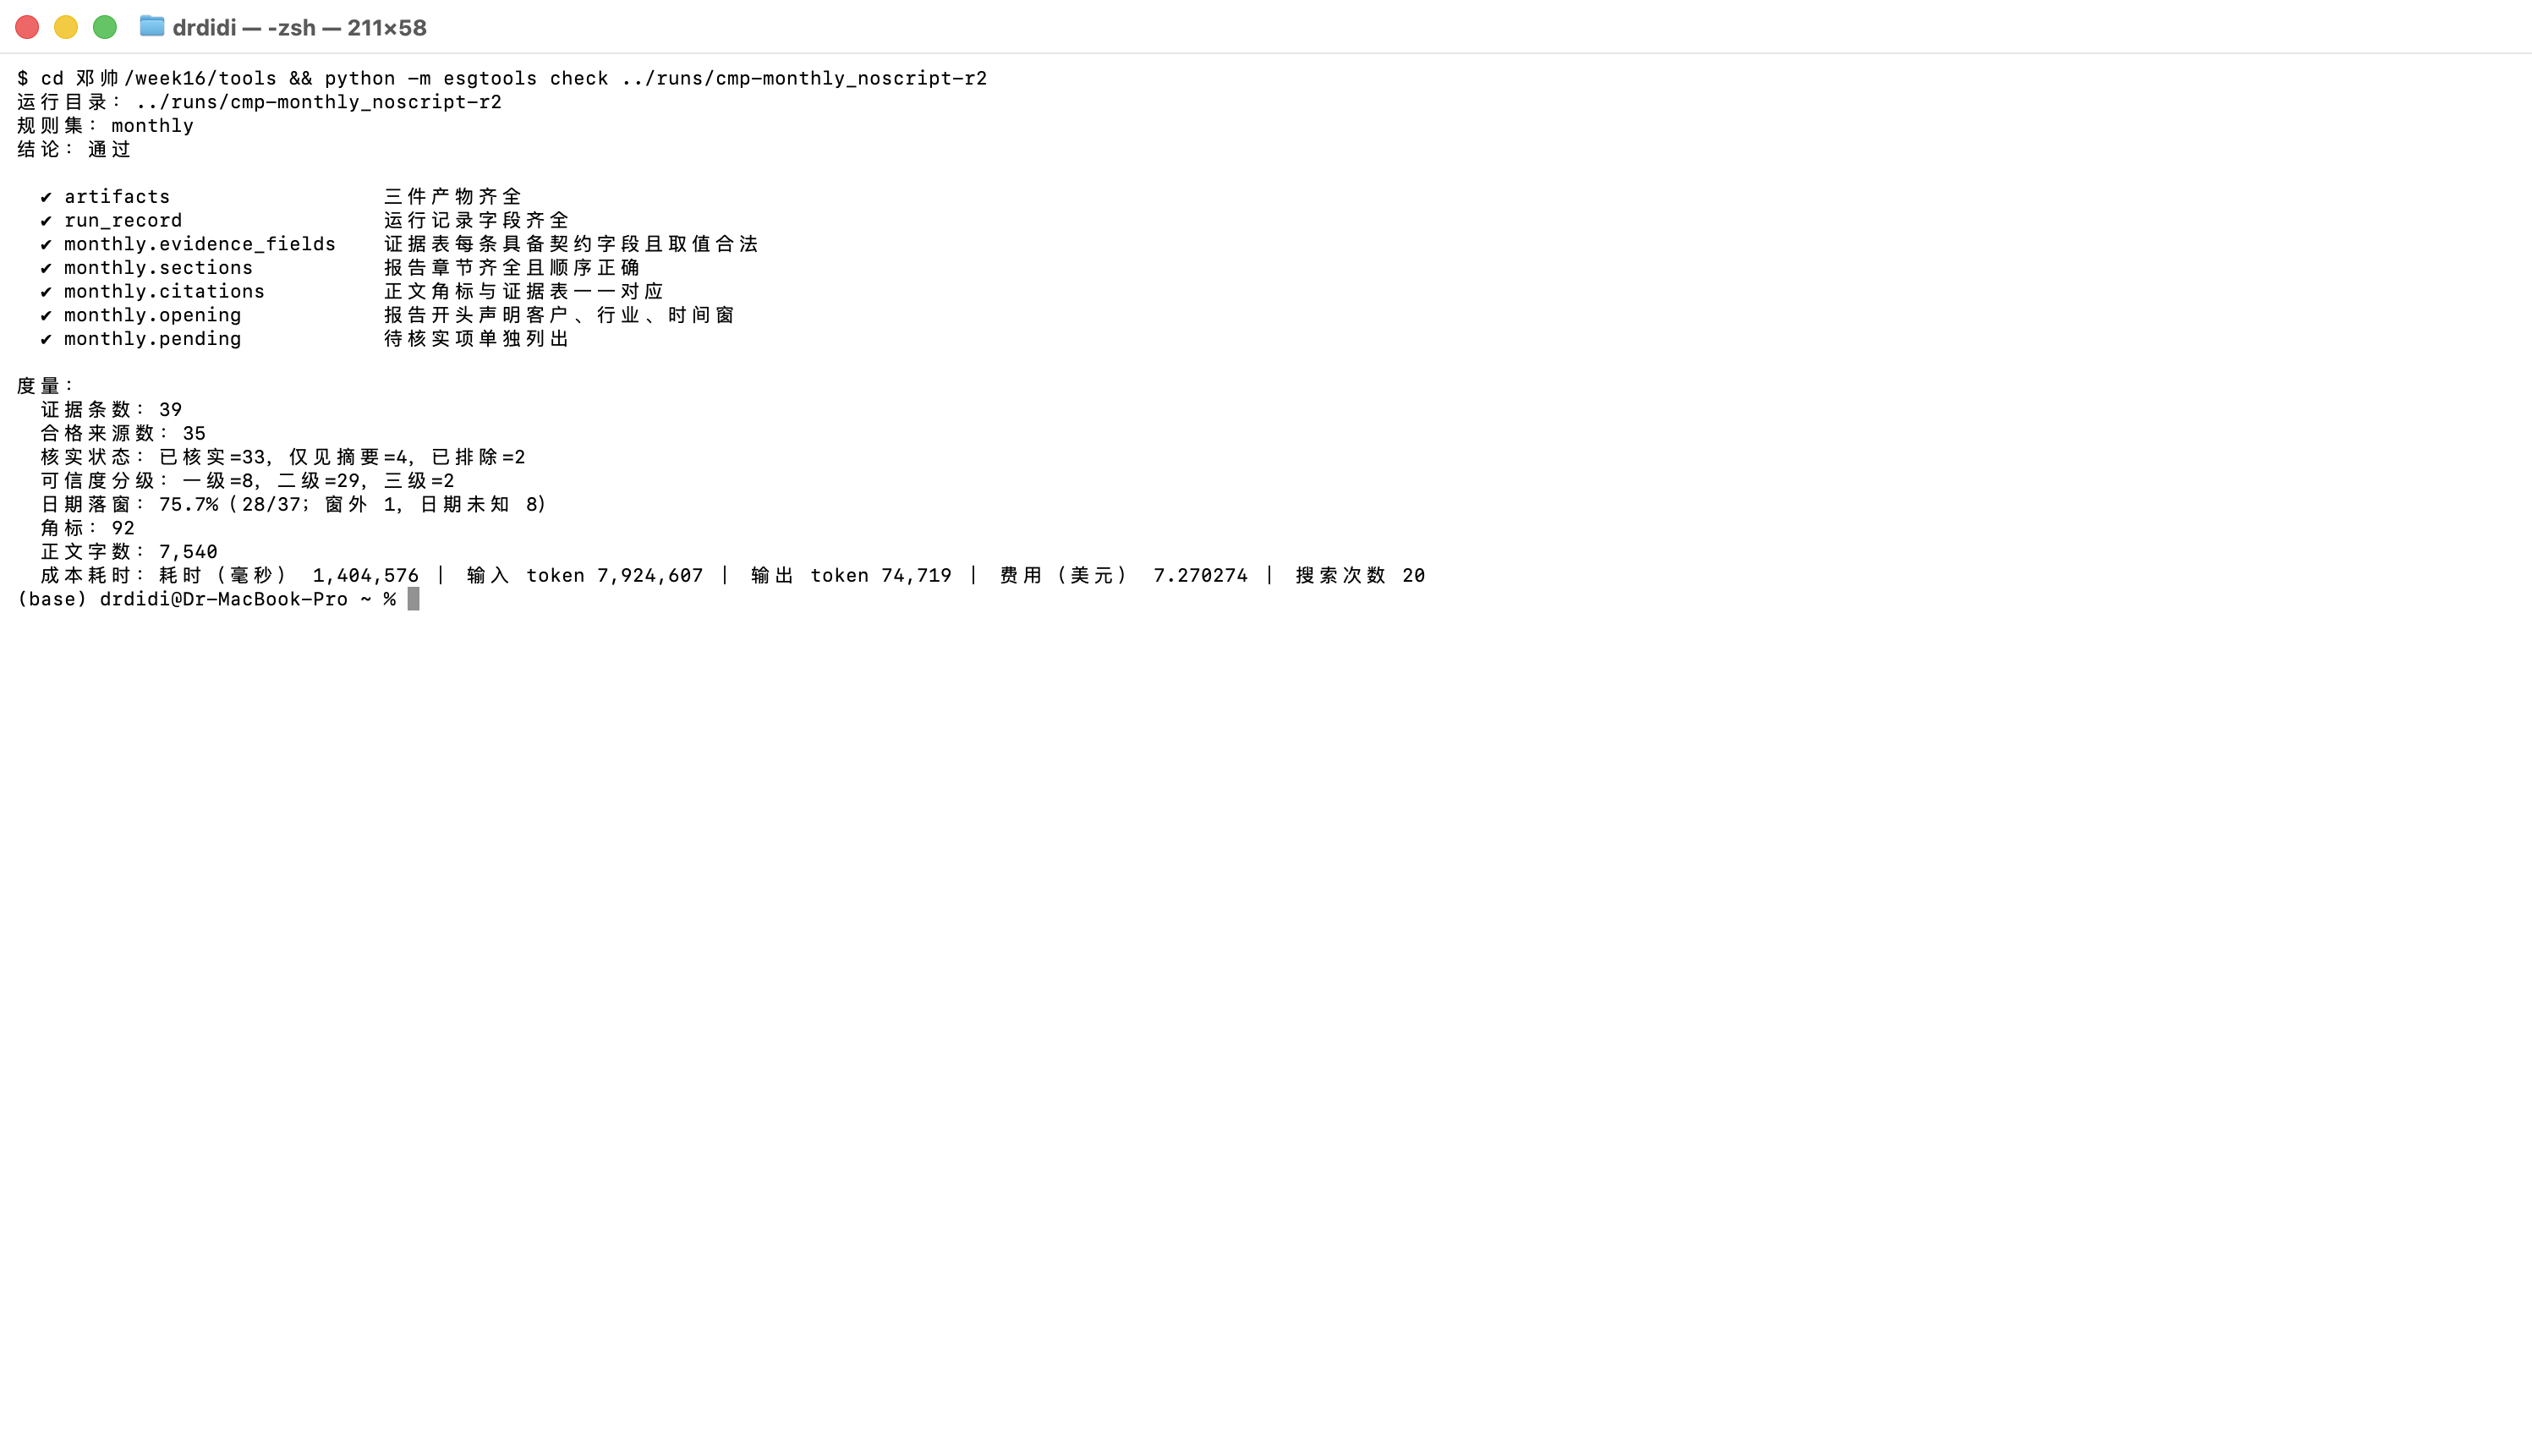 drdidi — -zsh — 211×58
$ cd 邓帅/week16/tools && python -m esgtools check ../runs/cmp-monthly_noscript-r2
运行目录：../runs/cmp-monthly_noscript-r2
规则集：monthly
结论：通过
✔ artifacts 三件产物齐全
✔ run_record 运行记录字段齐全
✔ monthly.evidence_fields 证据表每条具备契约字段且取值合法
✔ monthly.sections 报告章节齐全且顺序正确
✔ monthly.citations 正文角标与证据表一一对应
✔ monthly.opening 报告开头声明客户、行业、时间窗
✔ monthly.pending 待核实项单独列出
度量：
证据条数：39
合格来源数：35
核实状态：已核实=33，仅见摘要=4，已排除=2
可信度分级：一级=8，二级=29，三级=2
日期落窗：75.7%（28/37；窗外 1，日期未知 8）
角标：92
正文字数：7,540
成本耗时：耗时（毫秒） 1,404,576 | 输入 token 7,924,607 | 输出 token 74,719 | 费用（美元） 7.270274 | 搜索次数 20
(base) drdidi@Dr-MacBook-Pro ~ %